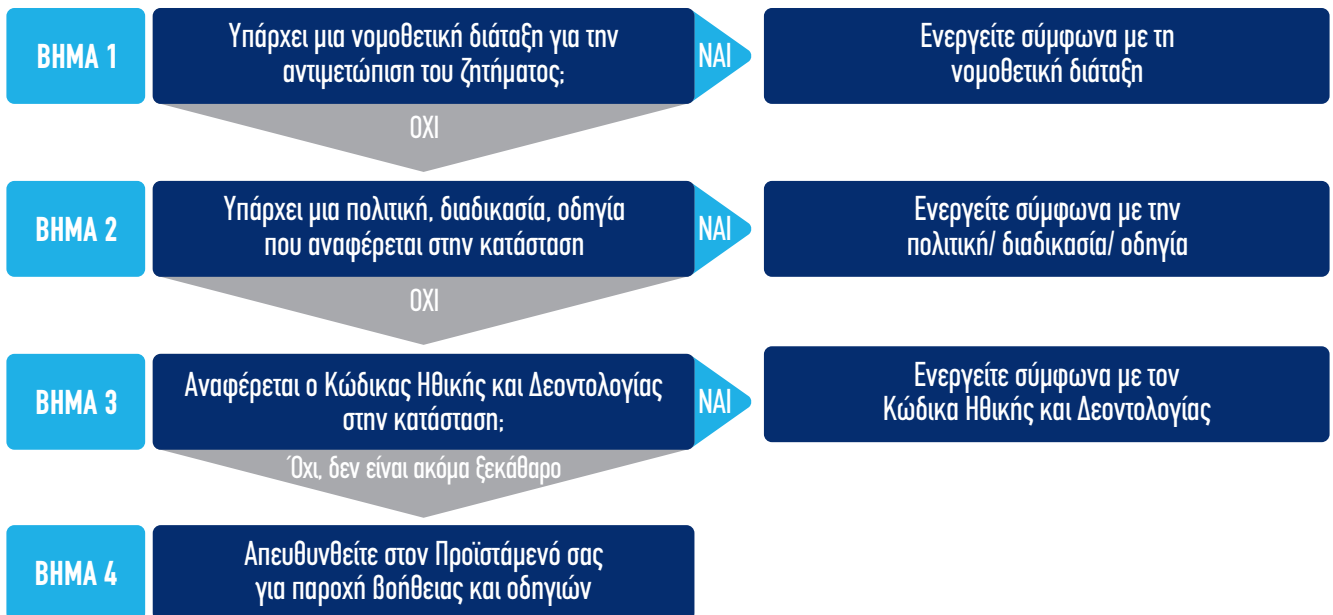 ΒΗΜΑ 1
Υπάρχει μια νομοθετική διάταξη για την
αντιμετώπιση του ζητήματος;
ΝΑΙ
Ενεργείτε σύμφωνα με τη
νομοθετική διάταξη
ΟΧΙ
ΒΗΜΑ 2
Υπάρχει μια πολιτική, διαδικασία, οδηγία
που αναφέρεται στην κατάσταση
ΝΑΙ
Ενεργείτε σύμφωνα με την
πολιτική/ διαδικασία/ οδηγία
ΟΧΙ
ΒΗΜΑ 3
Αναφέρεται ο Κώδικας Ηθικής και Δεοντολογίας
στην κατάσταση;
ΝΑΙ
Ενεργείτε σύμφωνα με τον
Κώδικα Ηθικής και Δεοντολογίας
Όχι, δεν είναι ακόμα ξεκάθαρο
ΒΗΜΑ 4
Απευθυνθείτε στον Προϊστάμενό σας
για παροχή βοήθειας και οδηγιών